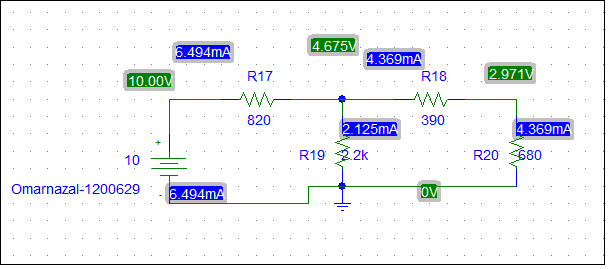 6.494mA
4.675V
4.369mA
10.00V
R17
R18
2.971V
820
390
2.125mA
4.369mA
+
10
R19
2.2k
R20
680
Omarnazal-1200629
-
6.494mA
0V